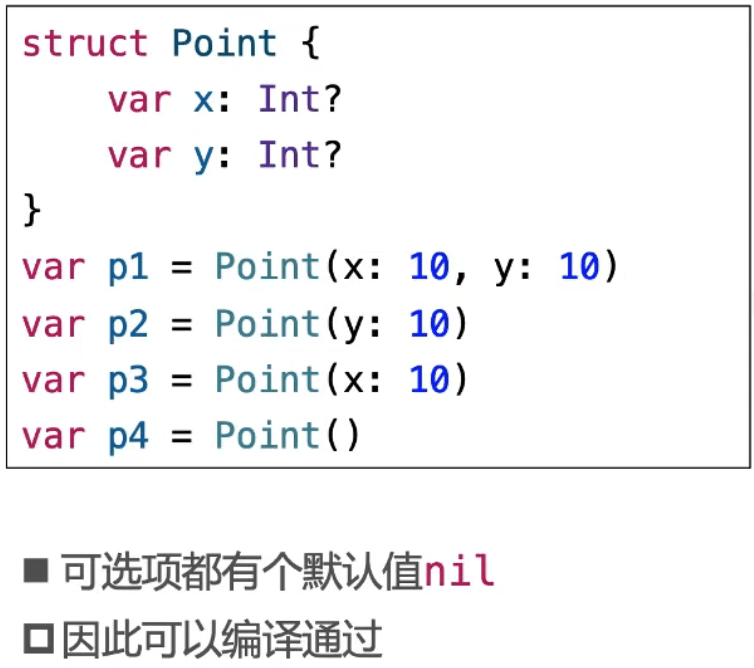 struct Point {
    var x: Int?
    var y: Int?
}
var p1 = Point(x: 10, y: 10)
var p2 = Point(y: 10)
var p3 = Point(x: 10)
var p4 = Point()
■ 可选项都有个默认值nil
□ 因此可以编译通过